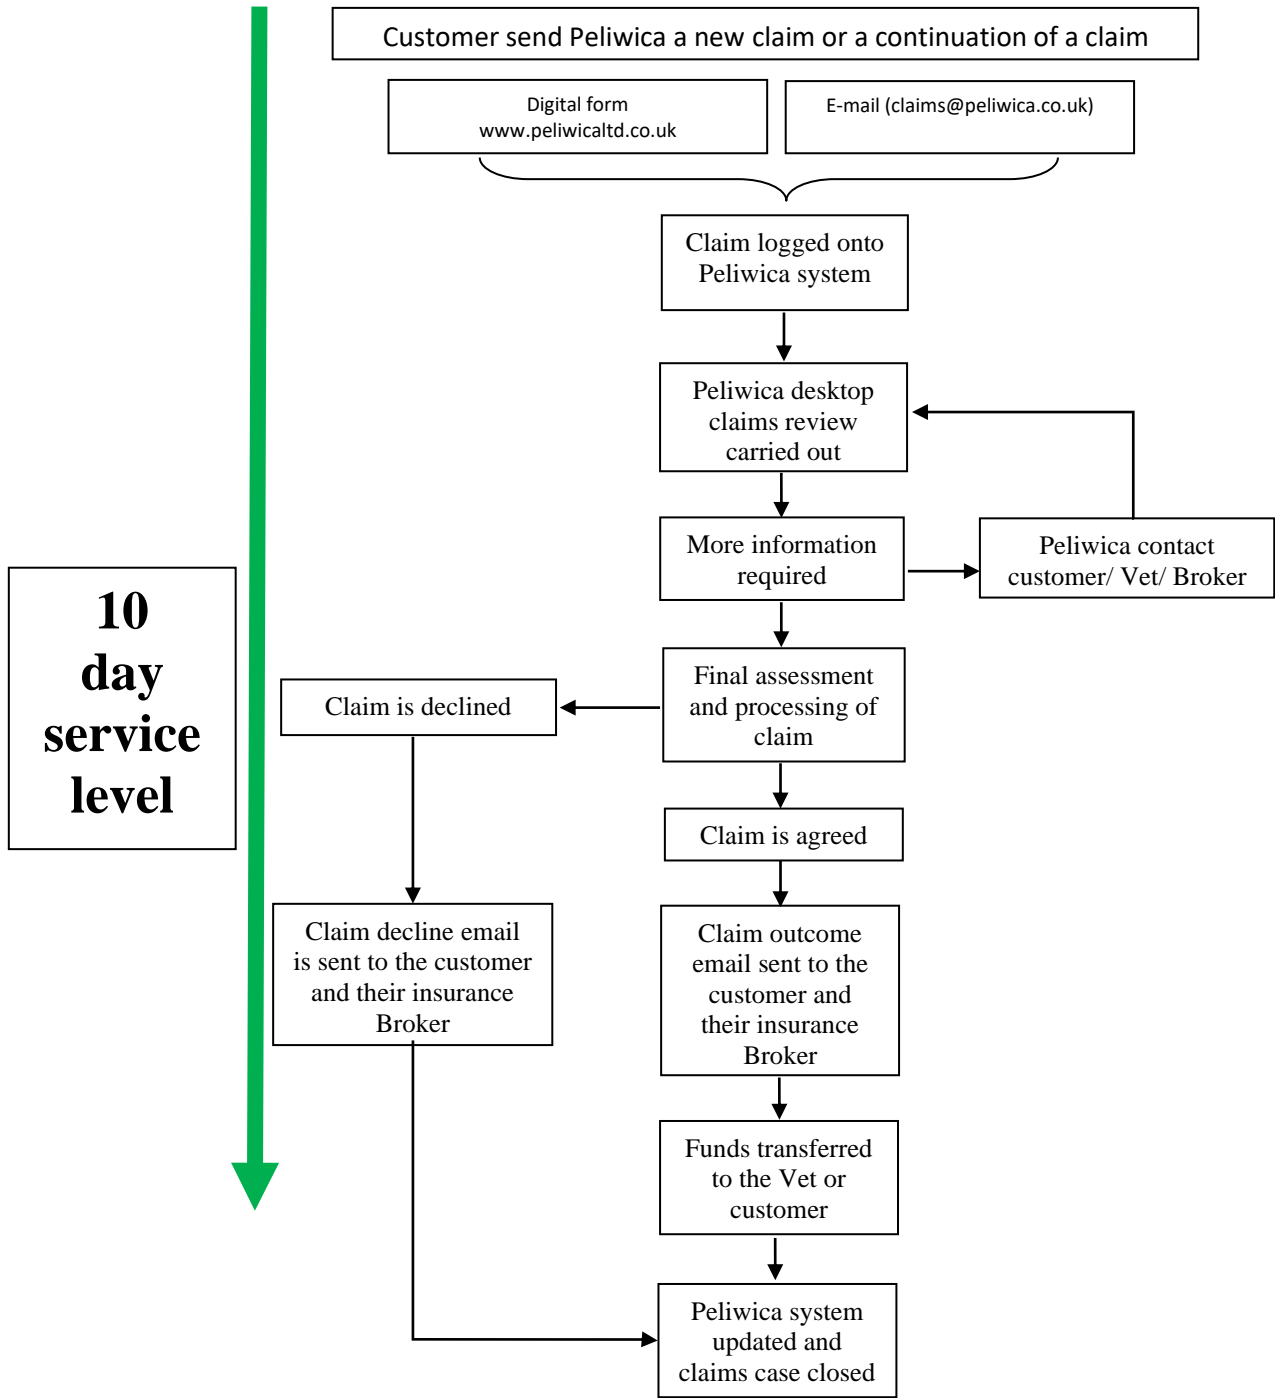 Customer send Peliwica a new claim or a continuation of a claim
Digital form
www.peliwicaltd.co.uk
E-mail (claims@peliwica.co.uk)
Claim logged onto
Peliwica system
Peliwica desktop
claims review
carried out
More information
required
Peliwica contact
customer/ Vet/ Broker
10
day
service
level
Final assessment
and processing of
claim
Claim is declined
Claim is agreed
Claim decline email
is sent to the customer
and their insurance
Broker
Claim outcome
email sent to the
customer and
their insurance
Broker
Funds transferred
to the Vet or
customer
Peliwica system
updated and
claims case closed